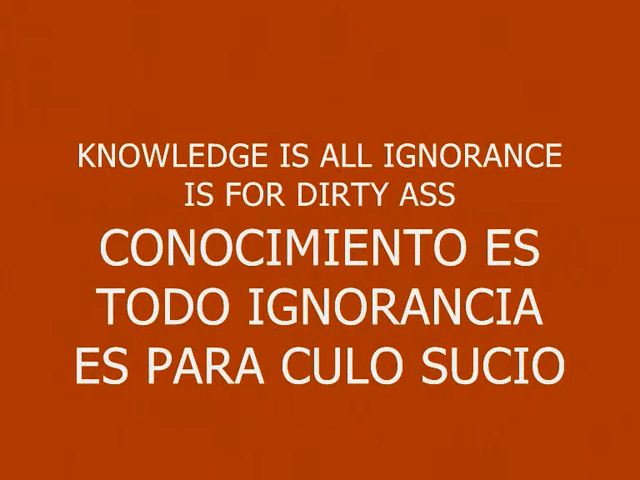 KNOWLEDGE IS ALL IGNORANCE
IS FOR DIRTY ASS
CONOCIMIENTO ES
TODO IGNORANCIA
ES PARA CULO SUCIO